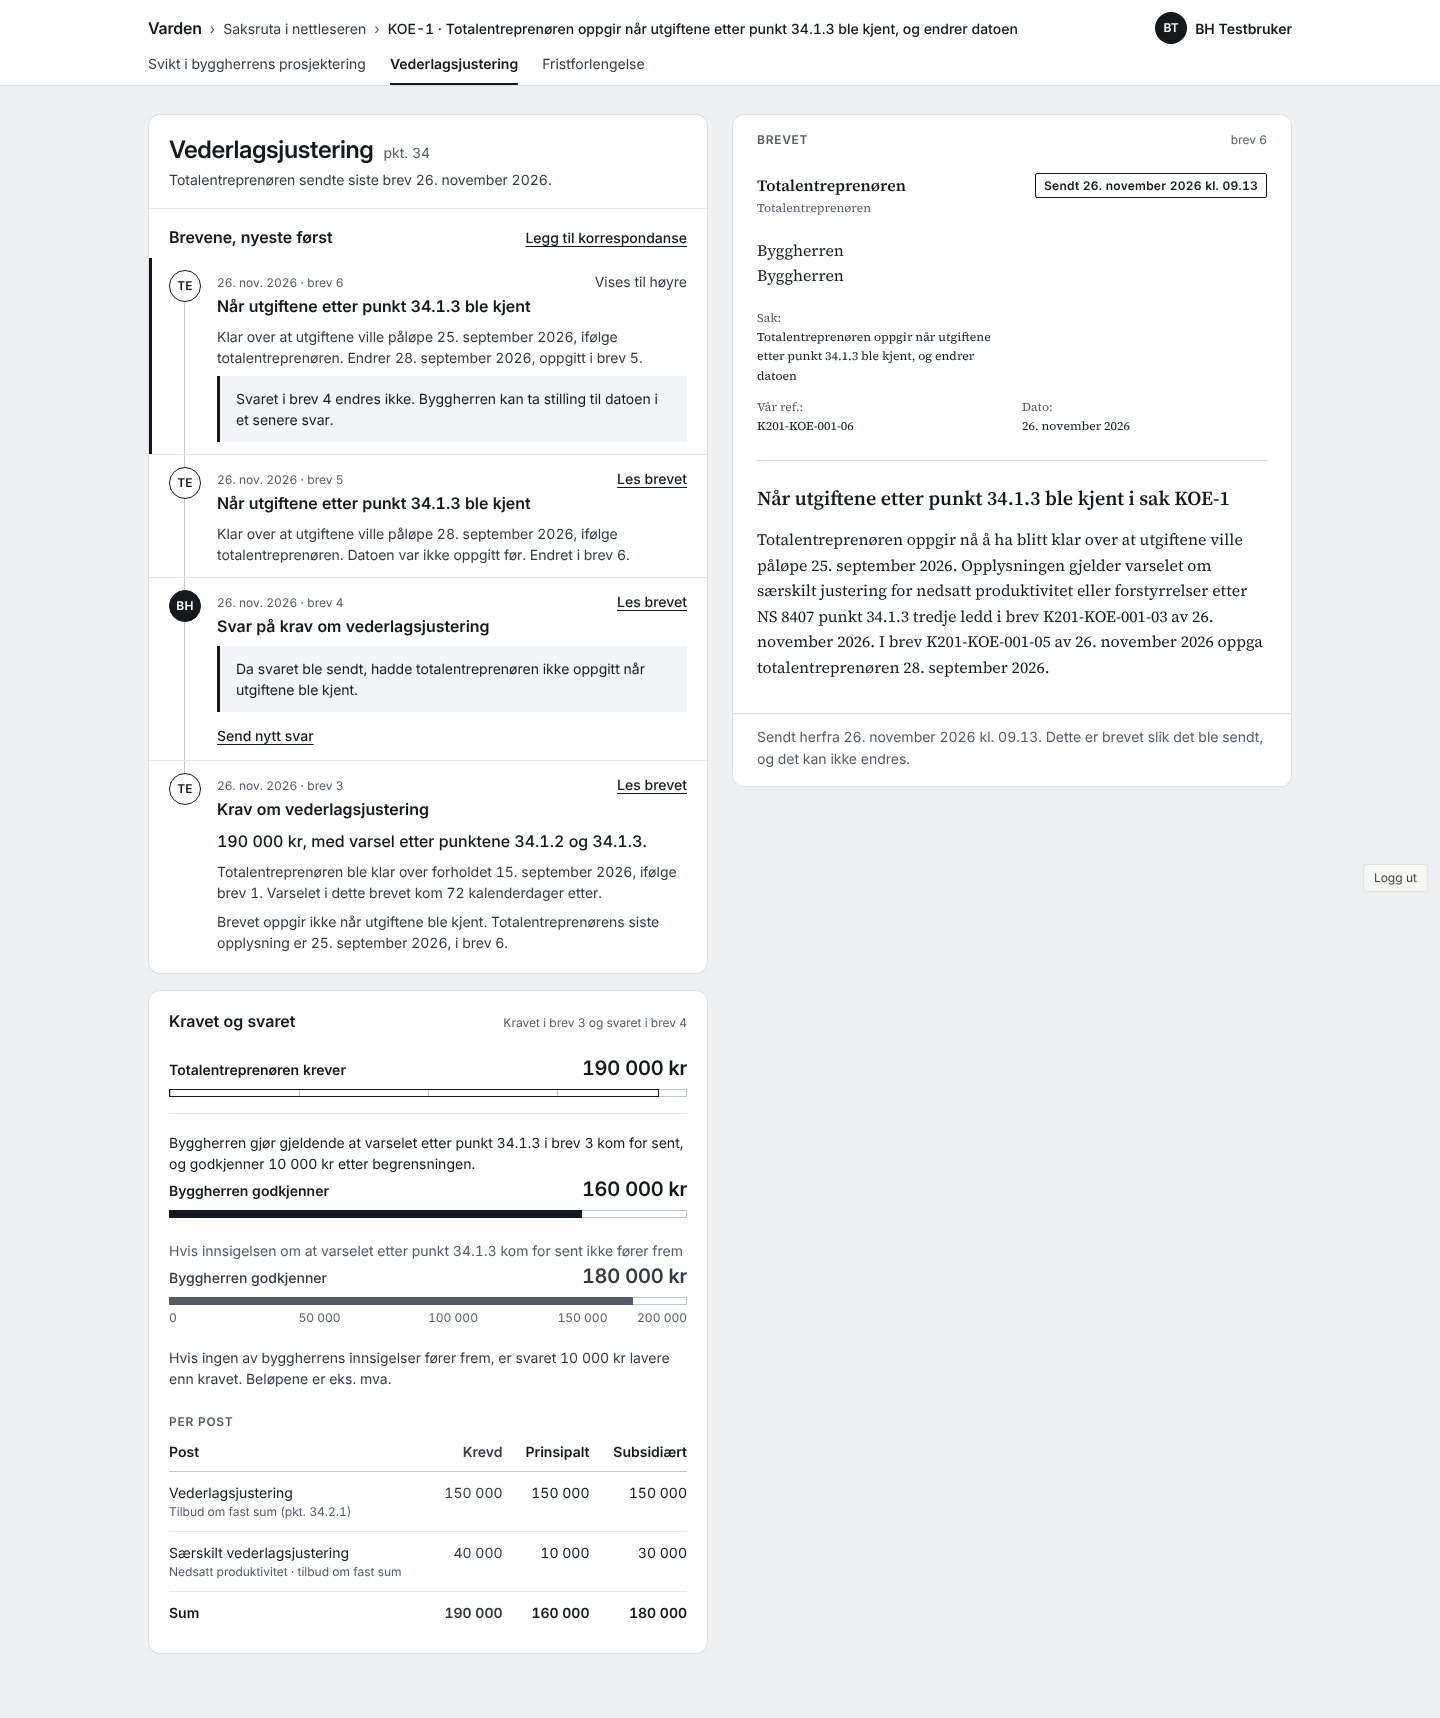 Varden › Saksruta i nettleseren › KOE-1 · Totalentreprenøren oppgir når utgiftene etter punkt 34.1.3 ble kjent, og endrer datoen
BT BH Testbruker
Svikt i byggherrens prosjektering Vederlagsjustering Fristforlengelse
Vederlagsjustering pkt. 34
Totalentreprenøren sendte siste brev 26. november 2026.
Brevene, nyeste først Legg til korrespondanse
TE 26. nov. 2026 · brev 6 Vises til høyre
Når utgiftene etter punkt 34.1.3 ble kjent
Klar over at utgiftene ville påløpe 25. september 2026, ifølge
totalentreprenøren. Endrer 28. september 2026, oppgitt i brev 5.
Svaret i brev 4 endres ikke. Byggherren kan ta stilling til datoen i
et senere svar.
TE 26. nov. 2026 · brev 5 Les brevet
Når utgiftene etter punkt 34.1.3 ble kjent
Klar over at utgiftene ville påløpe 28. september 2026, ifølge
totalentreprenøren. Datoen var ikke oppgitt før. Endret i brev 6.
BH 26. nov. 2026 · brev 4 Les brevet
Svar på krav om vederlagsjustering
Da svaret ble sendt, hadde totalentreprenøren ikke oppgitt når
utgiftene ble kjent.
Send nytt svar
TE 26. nov. 2026 · brev 3 Les brevet
Krav om vederlagsjustering
190 000 kr, med varsel etter punktene 34.1.2 og 34.1.3.
Totalentreprenøren ble klar over forholdet 15. september 2026, ifølge
brev 1. Varselet i dette brevet kom 72 kalenderdager etter.
Brevet oppgir ikke når utgiftene ble kjent. Totalentreprenørens siste
opplysning er 25. september 2026, i brev 6.
Kravet og svaret Kravet i brev 3 og svaret i brev 4
Totalentreprenøren krever 190 000 kr
Byggherren gjør gjeldende at varselet etter punkt 34.1.3 i brev 3 kom for sent,
og godkjenner 10 000 kr etter begrensningen.
Byggherren godkjenner 160 000 kr
Hvis innsigelsen om at varselet etter punkt 34.1.3 kom for sent ikke fører frem
Byggherren godkjenner 180 000 kr
0 50 000 100 000 150 000 200 000
Hvis ingen av byggherrens innsigelser fører frem, er svaret 10 000 kr lavere
enn kravet. Beløpene er eks. mva.
PER POST
Post Krevd Prinsipalt Subsidiært
Vederlagsjustering 150 000 150 000 150 000
Tilbud om fast sum (pkt. 34.2.1)
Særskilt vederlagsjustering 40 000 10 000 30 000
Nedsatt produktivitet · tilbud om fast sum
Sum 190 000 160 000 180 000
BREVET brev 6
Totalentreprenøren Sendt 26. november 2026 kl. 09.13
Totalentreprenøren
Byggherren
Byggherren
Sak:
Totalentreprenøren oppgir når utgiftene
etter punkt 34.1.3 ble kjent, og endrer
datoen
Vår ref.: Dato:
K201-KOE-001-06 26. november 2026
Når utgiftene etter punkt 34.1.3 ble kjent i sak KOE-1
Totalentreprenøren oppgir nå å ha blitt klar over at utgiftene ville
påløpe 25. september 2026. Opplysningen gjelder varselet om
særskilt justering for nedsatt produktivitet eller forstyrrelser etter
NS 8407 punkt 34.1.3 tredje ledd i brev K201-KOE-001-03 av 26.
november 2026. I brev K201-KOE-001-05 av 26. november 2026 oppga
totalentreprenøren 28. september 2026.
Sendt herfra 26. november 2026 kl. 09.13. Dette er brevet slik det ble sendt,
og det kan ikke endres.
Logg ut